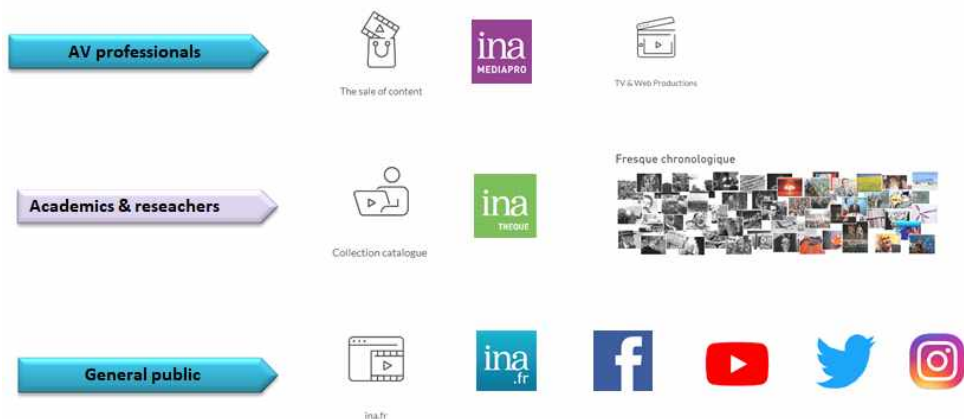 AV professionals
The sale of content
ina
MEDIAPRO
TV & Web Productions
Academics & reseachers
Collection catalogue
ina
THEQUE
Fresque chronologique
General public
ina.fr
ina
.fr